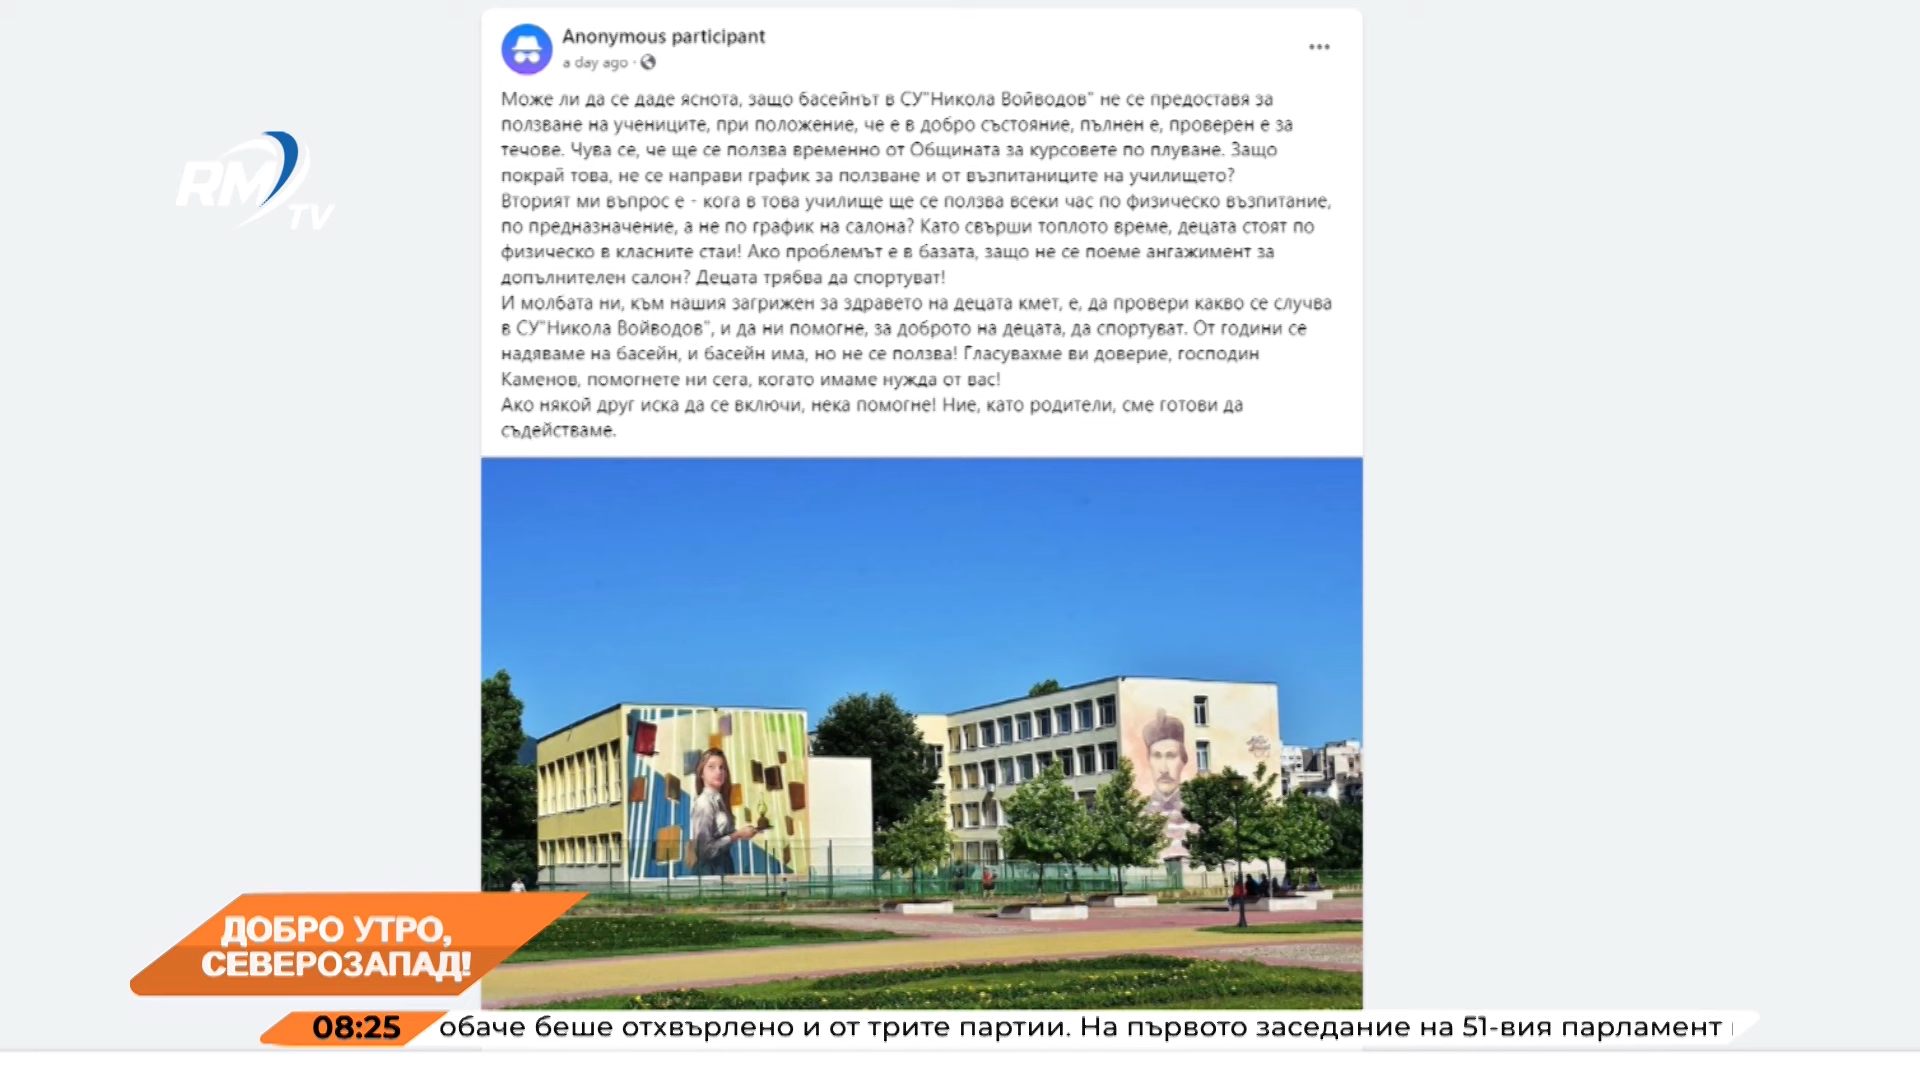 Anonymous participant
a day ago ·
Може ли да се даде яснота, защо басейнът в СУ"Никола Войводов" не се предоставя за
ползване на учениците, при положение, че е в добро състояние, пълнен е, проверен е за
течове. Чува се, че ще се ползва временно от Общината за курсовете по плуване. Защо
покрай това, не се направи график за ползване и от възпитаниците на училището?
Вторият ми въпрос е - кога в това училище ще се ползва всеки час по физическо възпитание,
по предназначение, а не по график на салона? Като свърши топлото време, децата стоят по
физическо в класните стаи! Ако проблемът е в базата, защо не се поеме ангажимент за
допълнителен салон? Децата трябва да спортуват!
И молбата ни, към нашия загрижен за здравето на децата кмет, е, да провери какво се случва
в СУ"Никола Войводов", и да ни помогне, за доброто на децата, да спортуват. От години се
надяваме на басейн, и басейн има, но не се ползва! Гласувахме ви доверие, господин
Каменов, помогнете ни сега, когато имаме нужда от вас!
Ако някой друг иска да се включи, нека помогне! Ние, като родители, сме готови да
съдействаме.
RM TV
ДОБРО УТРО,
СЕВЕРОЗАПАД!
08:25 обаче беше отхвърлено и от трите партии. На първото заседание на 51-вия парламент